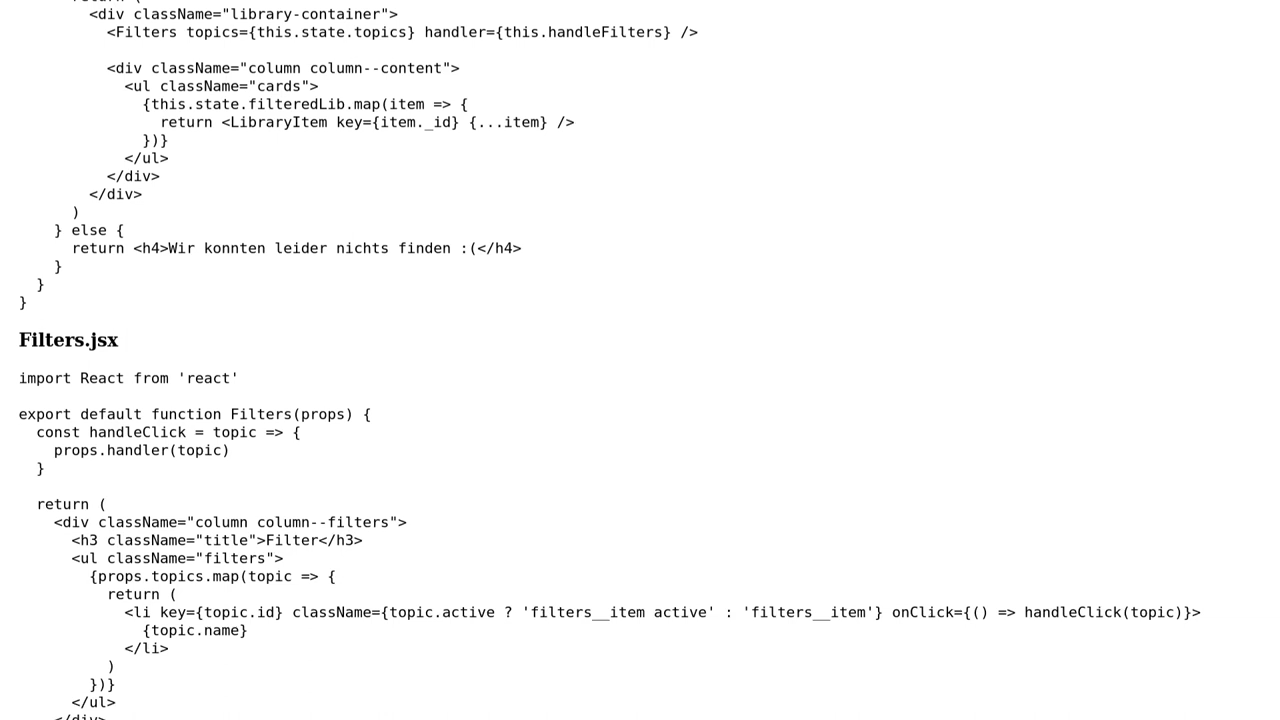 return (
<div className="library-container">
<Filters topics={this.state.topics} handler={this.handleFilters} />
<div className="column column--content">
<ul className="cards">
{this.state.filteredLib.map(item => {
return <LibraryItem key={item._id} {...item} />
})}
</ul>
</div>
</div>
)
} else {
return <h4>Wir konnten leider nichts finden :(</h4>
}
}
}
Filters.jsx
import React from 'react'
export default function Filters(props) {
const handleClick = topic => {
props.handler(topic)
}
return (
<div className="column column--filters">
<h3 className="title">Filter</h3>
<ul className="filters">
{props.topics.map(topic => {
return (
<li key={topic.id} className={topic.active ? 'filters__item active' : 'filters__item'} onClick={() => handleClick(topic)}>
{topic.name}
</li>
)
})}
</ul>
</div>